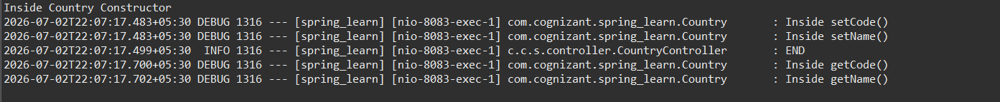 Inside Country Constructor
2026-07-02T22:07:17.483+05:30 DEBUG 1316 --- [spring_learn] [nio-8083-exec-1] com.cognizant.spring_learn.Country       : Inside setCode()
2026-07-02T22:07:17.483+05:30 DEBUG 1316 --- [spring_learn] [nio-8083-exec-1] com.cognizant.spring_learn.Country       : Inside setName()
2026-07-02T22:07:17.499+05:30  INFO 1316 --- [spring_learn] [nio-8083-exec-1] c.c.s.controller.CountryController       : END
2026-07-02T22:07:17.700+05:30 DEBUG 1316 --- [spring_learn] [nio-8083-exec-1] com.cognizant.spring_learn.Country       : Inside getCode()
2026-07-02T22:07:17.702+05:30 DEBUG 1316 --- [spring_learn] [nio-8083-exec-1] com.cognizant.spring_learn.Country       : Inside getName()